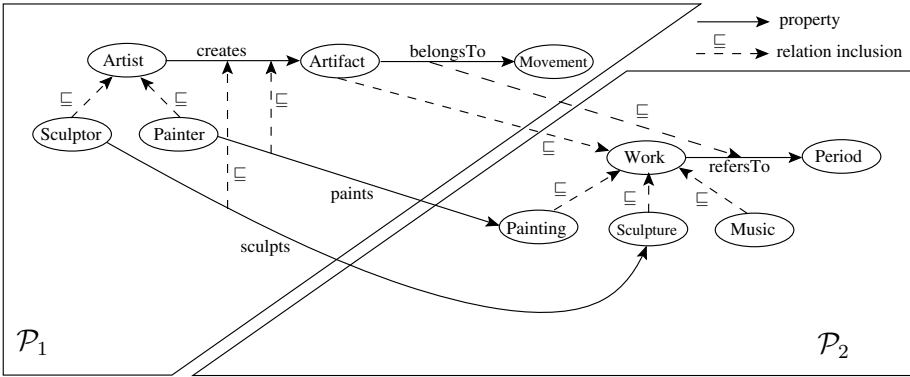 property
⊑
relation inclusion
creates
belongsTo
Artist
Artifact
Movement
⊑
⊑
⊑
⊑
Sculptor
Painter
⊑
Work
Period
refersTo
⊑
⊑
paints
⊑
⊑
⊑
Painting
Sculpture
Music
sculpts
P1
P2